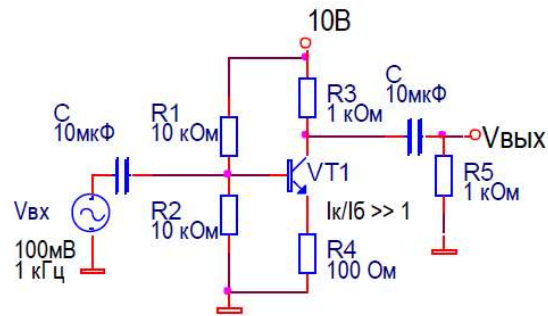 10В
R3
1 кОм
C
10мкФ
Vвых
C
10мкФ
R1
10 кОм
VT1
R5
1 кОм
Vвх
R2
10 кОм
Iк/Iб >> 1
100мВ
1 кГц
R4
100 Ом